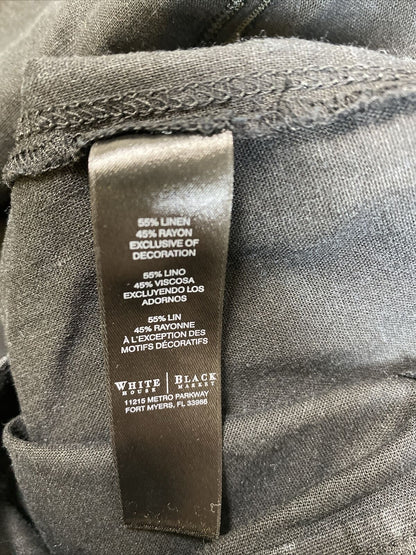 55% LINEN
45% RAYON
EXCLUSIVE OF
DECORATION
55% LINO
45% VISCOSA
EXCLUYENDO LOS
ADORNOS
55% LIN
45% RAYONNE
À L'EXCEPTION DES
MOTIFS DÉCORATIFS
WHITE HOUSE | BLACK MARKET
11215 METRO PARKWAY
FORT MYERS, FL 33966